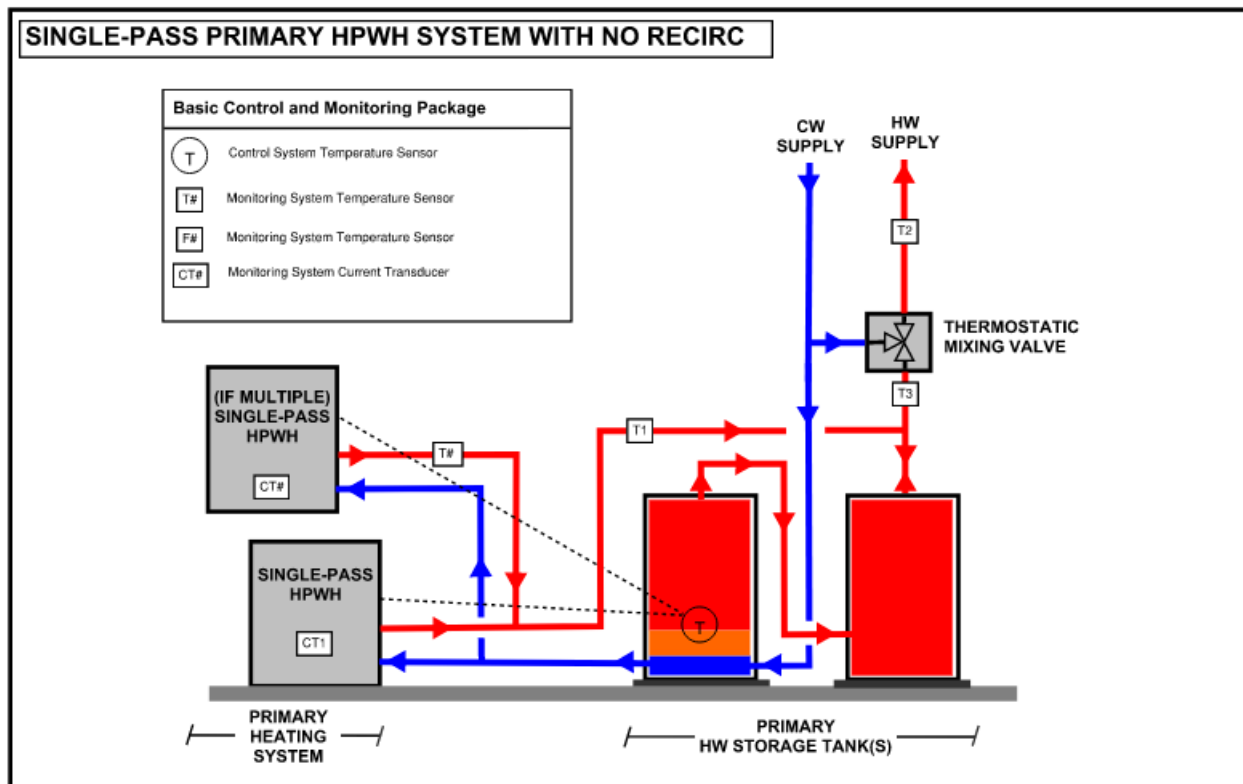 SINGLE-PASS PRIMARY HPWH SYSTEM WITH NO RECIRC
Basic Control and Monitoring Package
T
Control System Temperature Sensor
T#
Monitoring System Temperature Sensor
F#
Monitoring System Temperature Sensor
CT#
Monitoring System Current Transducer
CW
SUPPLY
HW
SUPPLY
T2
THERMOSTATIC
MIXING VALVE
T3
(IF MULTIPLE)
SINGLE-PASS
HPWH
CT#
T#
T1
SINGLE-PASS
HPWH
CT1
T
PRIMARY
HEATING
SYSTEM
PRIMARY
HW STORAGE TANK(S)